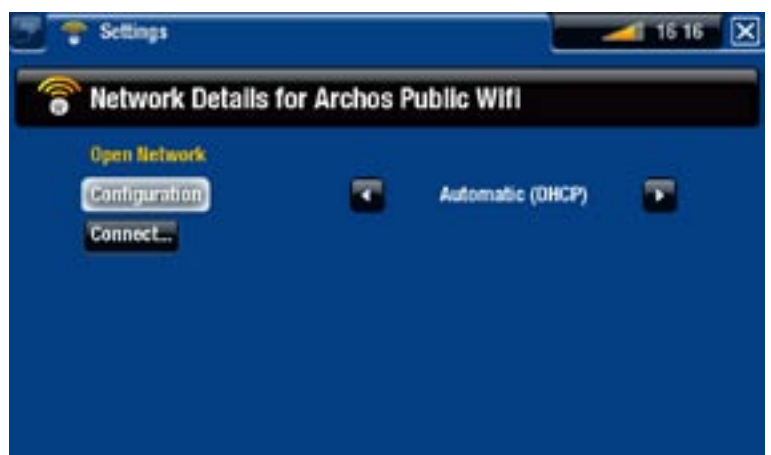 Settings
16 16
Network Details for Archos Public Wifi
Open Network
Configuration
Automatic (DHCP)
Connect...